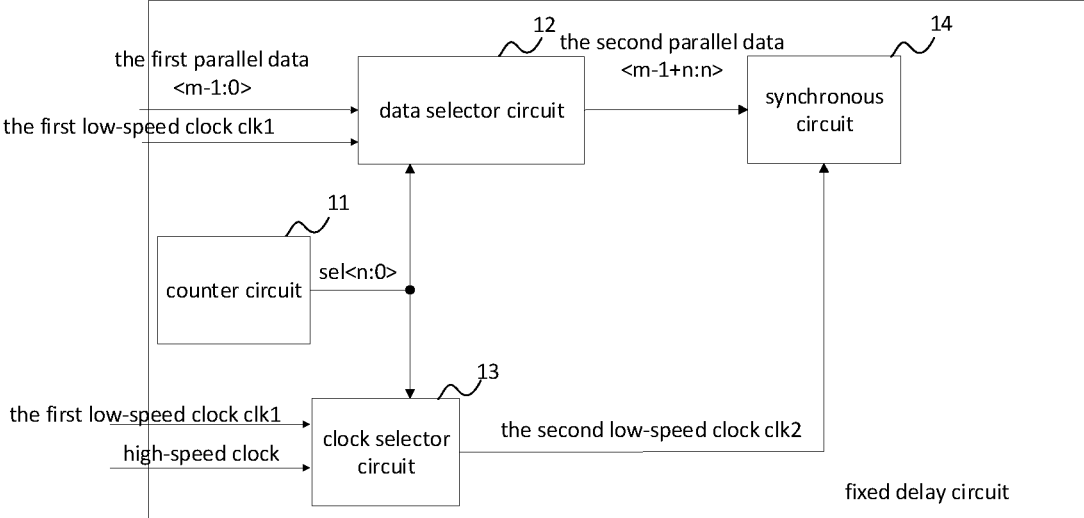 12
the second parallel data
<m-1+n:n>
14
the first parallel data
<m-1:0>
data selector circuit
synchronous
circuit
the first low-speed clock clk1
11
sel<n:0>
counter circuit
13
the first low-speed clock clk1
high-speed clock
clock selector
circuit
the second low-speed clock clk2
fixed delay circuit